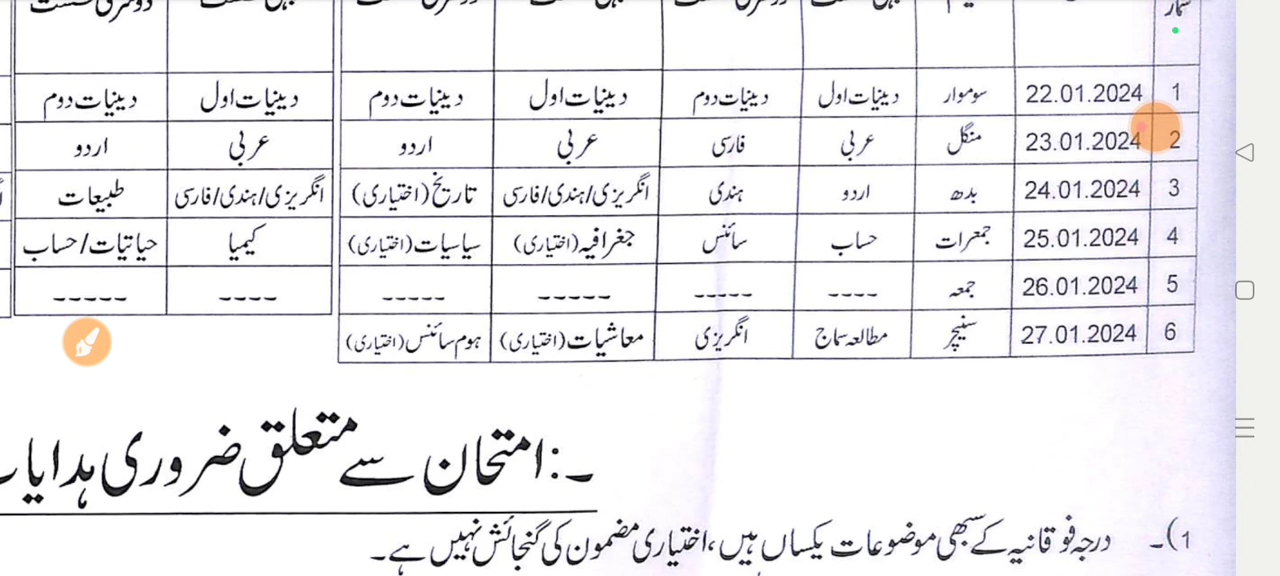 شمار
1 22.01.2024 سوموار دینیات اول دینیات دوم دینیات اول دینیات دوم دینیات اول دینیات دوم
2 23.01.2024 منگل عربی فارسی عربی اردو عربی اردو
3 24.01.2024 بدھ اردو ہندی انگریزی/ہندی/فارسی تاریخ(اختیاری) انگریزی/ہندی/فارسی طبیعات
4 25.01.2024 جمعرات حساب سائنس جغرافیہ(اختیاری) سیاسیات(اختیاری) کیمیا حیاتیات/حساب
5 26.01.2024 جمعہ ---- ----- ----- ----- ---- -----
6 27.01.2024 سنیچر مطالعہ سماج انگریزی معاشیات(اختیاری) ہوم سائنس(اختیاری)
۔:امتحان سے متعلق ضروری
1)۔ درجہ فوقانیہ کے سبھی موضوعات یکساں ہیں،اختیاری مضمون کی گنجائش نہیں ہے۔